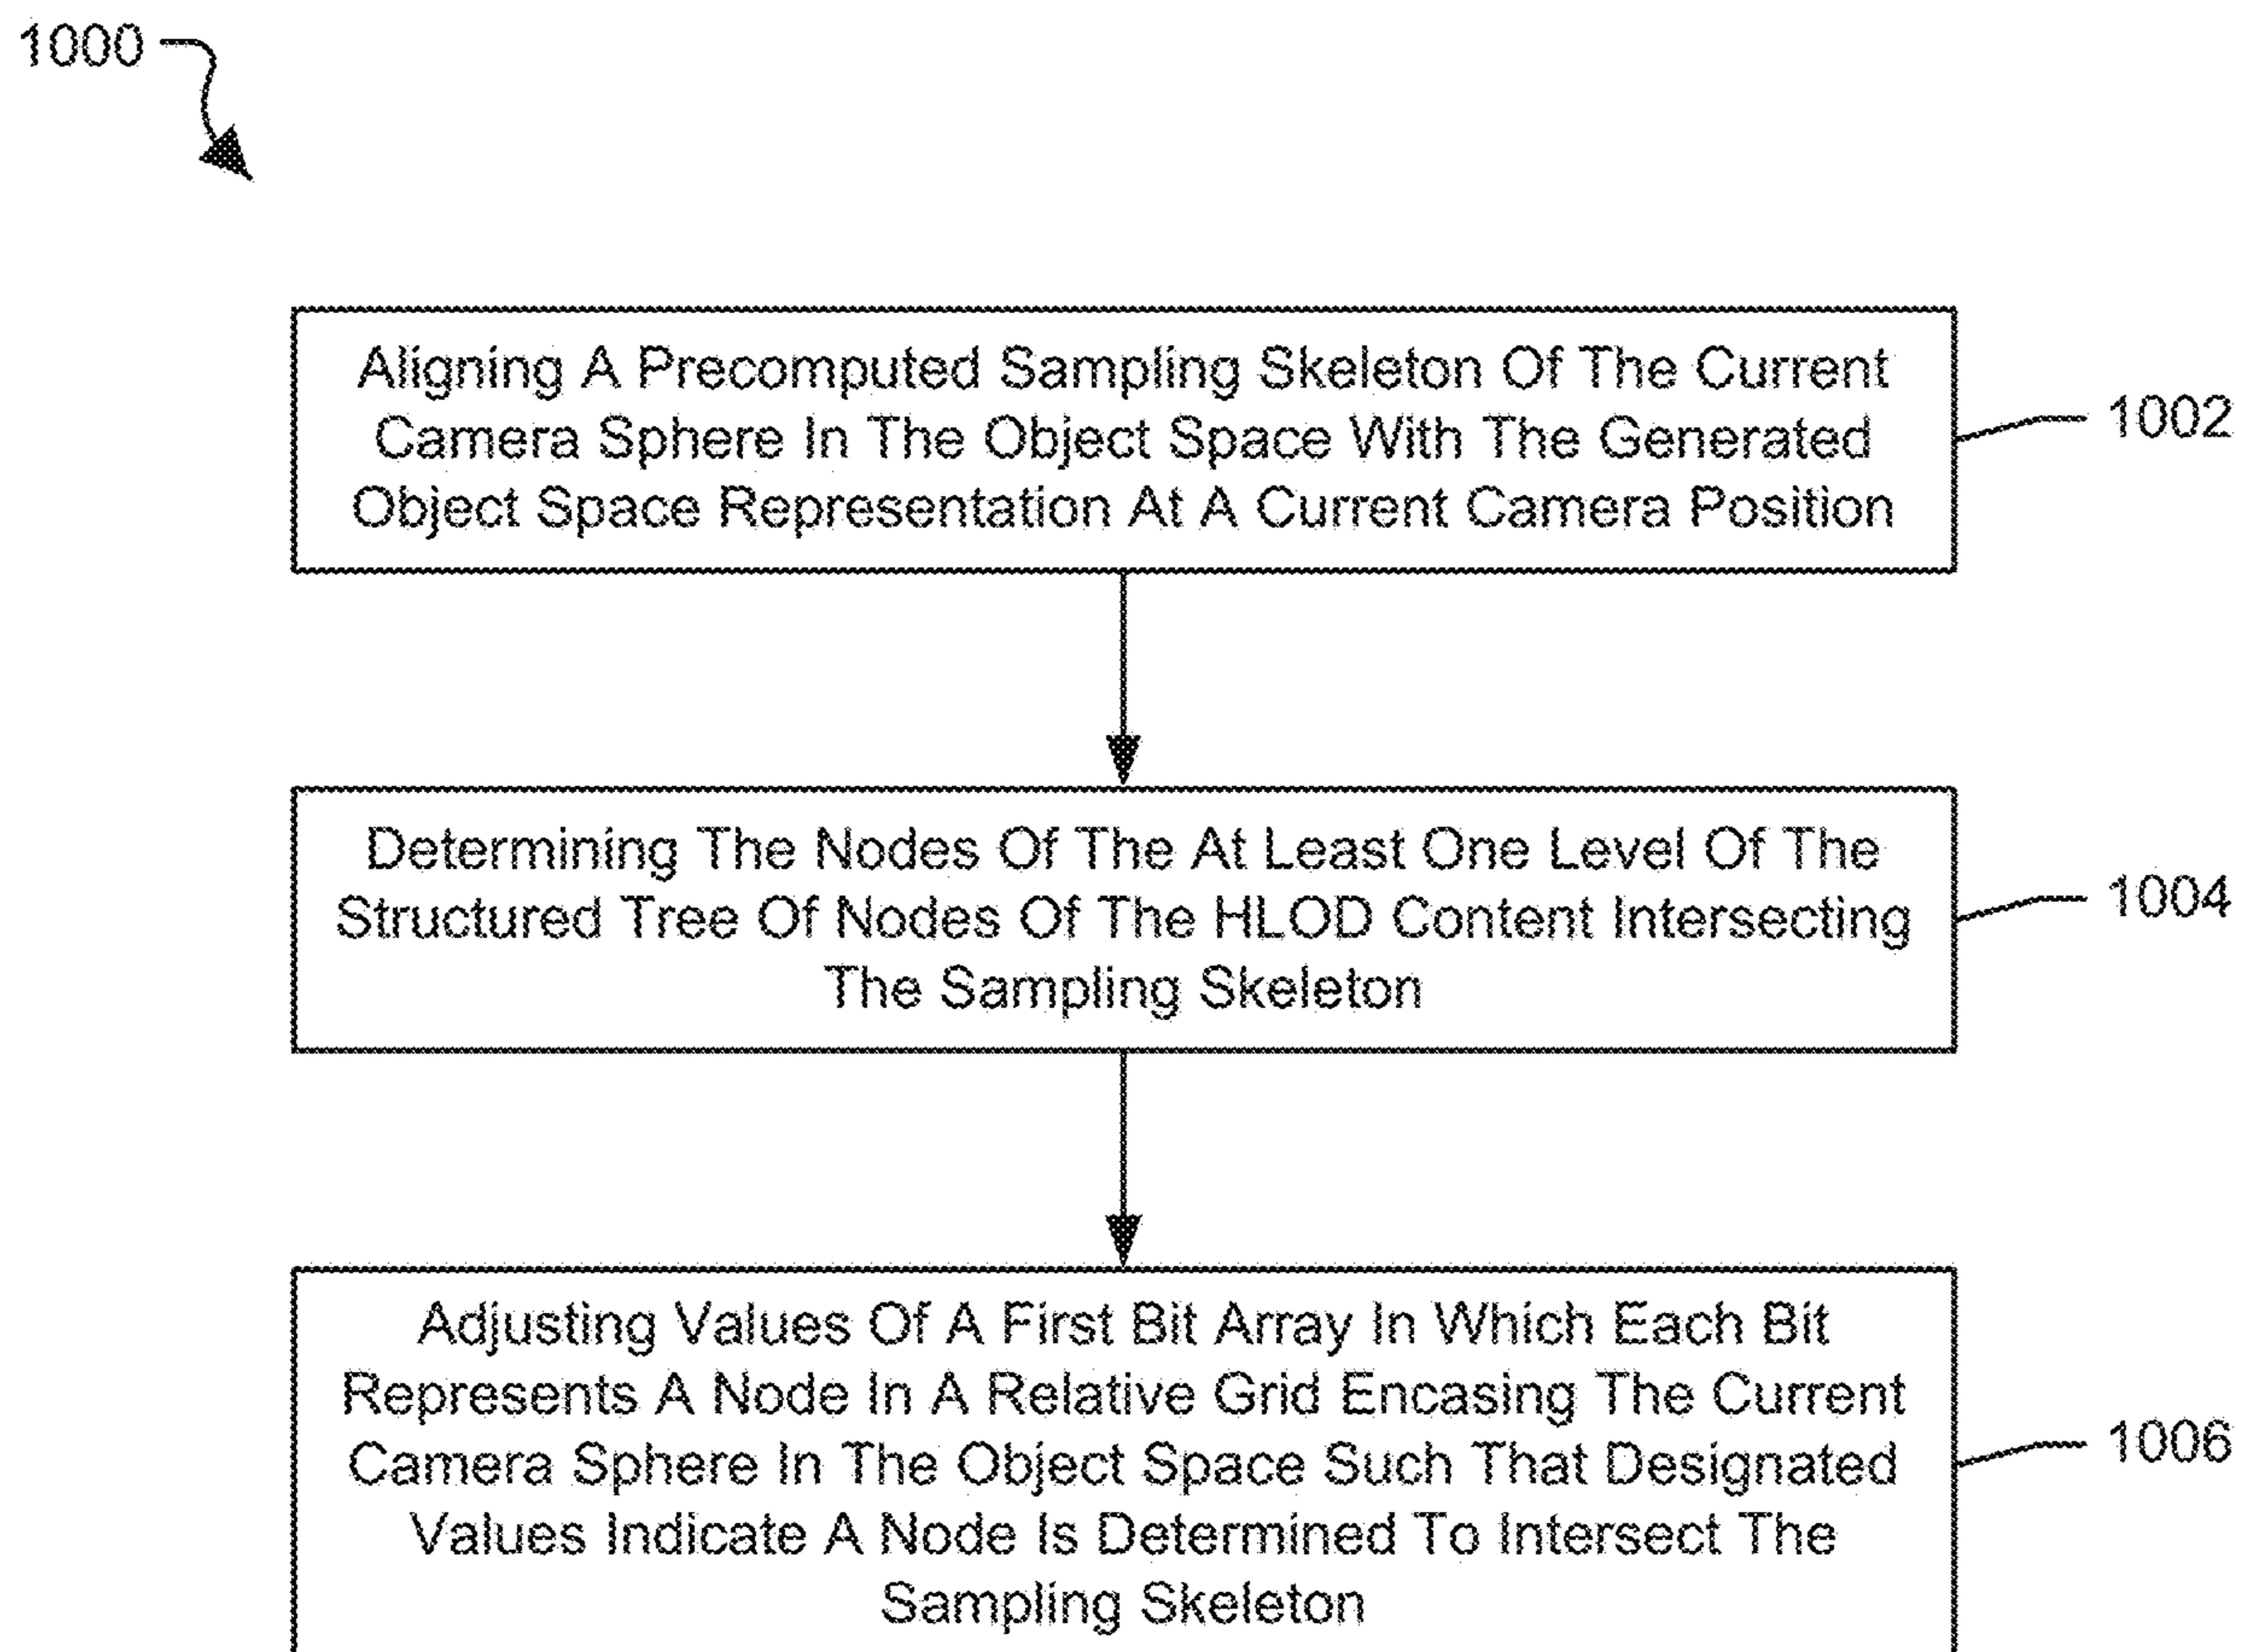 1000
Aligning A Precomputed Sampling Skeleton Of The Current
Camera Sphere In The Object Space With The Generated
Object Space Representation At A Current Camera Position
1002
Determining The Nodes Of The At Least One Level Of The
Structured Tree Of Nodes Of The HLOD Content Intersecting
The Sampling Skeleton
1004
Adjusting Values Of A First Bit Array In Which Each Bit
Represents A Node In A Relative Grid Encasing The Current
Camera Sphere In The Object Space Such That Designated
Values Indicate A Node Is Determined To Intersect The
Sampling Skeleton
1006